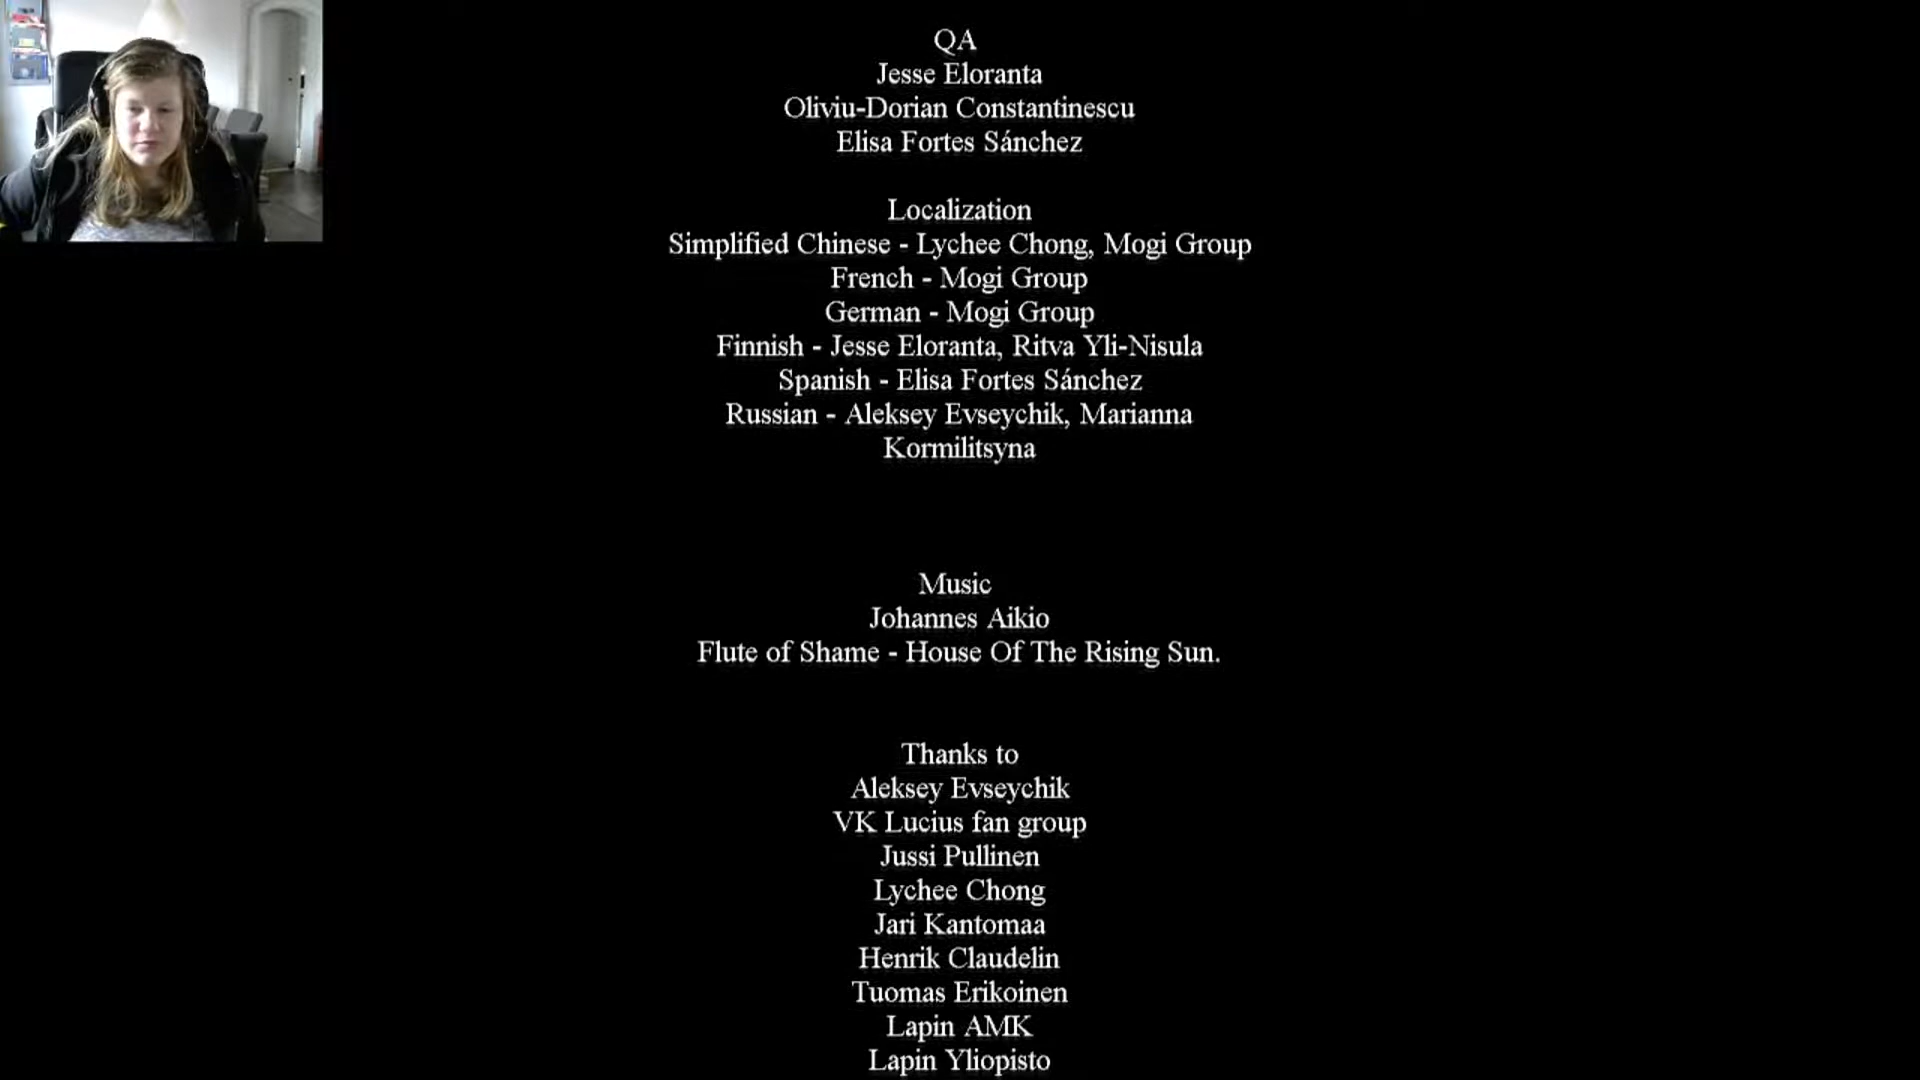 QA
Jesse Eloranta
Oliviu-Dorian Constantinescu
Elisa Fortes Sánchez
Localization
Simplified Chinese - Lychee Chong, Mogi Group
French - Mogi Group
German - Mogi Group
Finnish - Jesse Eloranta, Ritva Yli-Nisula
Spanish - Elisa Fortes Sánchez
Russian - Aleksey Evseychik, Marianna
Kormilitsyna
Music
Johannes Aikio
Flute of Shame - House Of The Rising Sun.
Thanks to
Aleksey Evseychik
VK Lucius fan group
Jussi Pullinen
Lychee Chong
Jari Kantomaa
Henrik Claudelin
Tuomas Erikoinen
Lapin AMK
Lapin Yliopisto